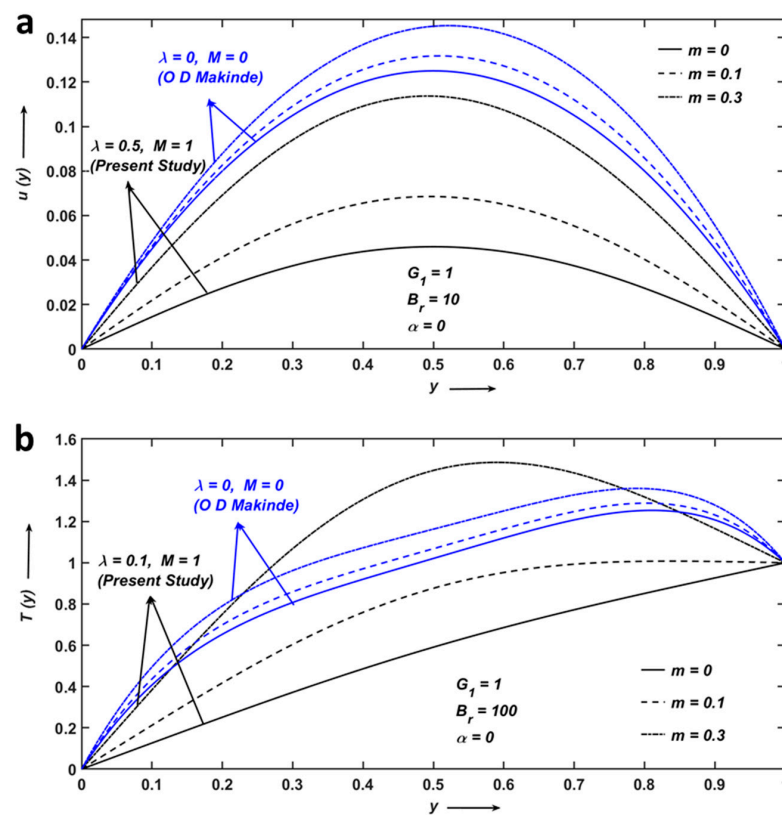 a
0.14
0.12
0.1
0.08
0.06
0.04
0.02
0
u (y)
λ = 0, M = 0
(O D Makinde)
λ = 0.5, M = 1
(Present Study)
m = 0
m = 0.1
m = 0.3
G1 = 1
Br = 10
α = 0
0 0.1 0.2 0.3 0.4 0.5 0.6 0.7 0.8 0.9
y
b
1.6
1.4
1.2
1
0.8
0.6
0.4
0.2
0
T (y)
λ = 0, M = 0
(O D Makinde)
λ = 0.1, M = 1
(Present Study)
G1 = 1
Br = 100
α = 0
m = 0
m = 0.1
m = 0.3
0 0.1 0.2 0.3 0.4 0.5 0.6 0.7 0.8 0.9
y